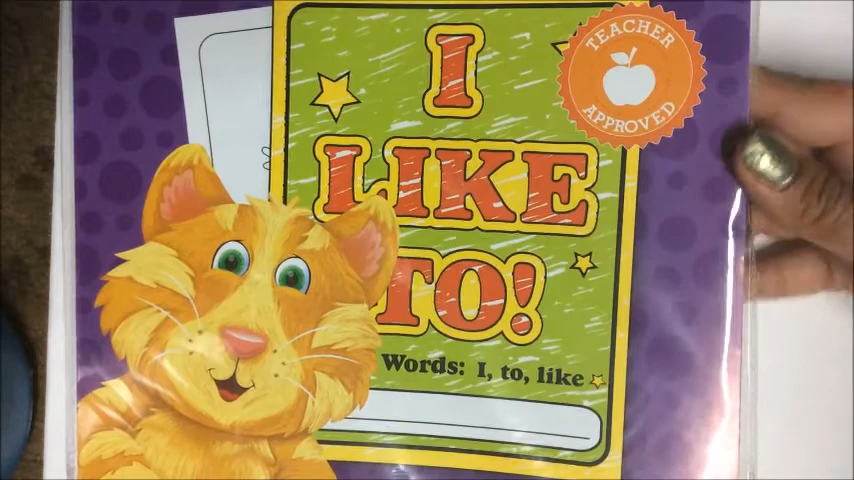 I
LIKE
TO!
Words: I, to, like
TEACHER
APPROVED